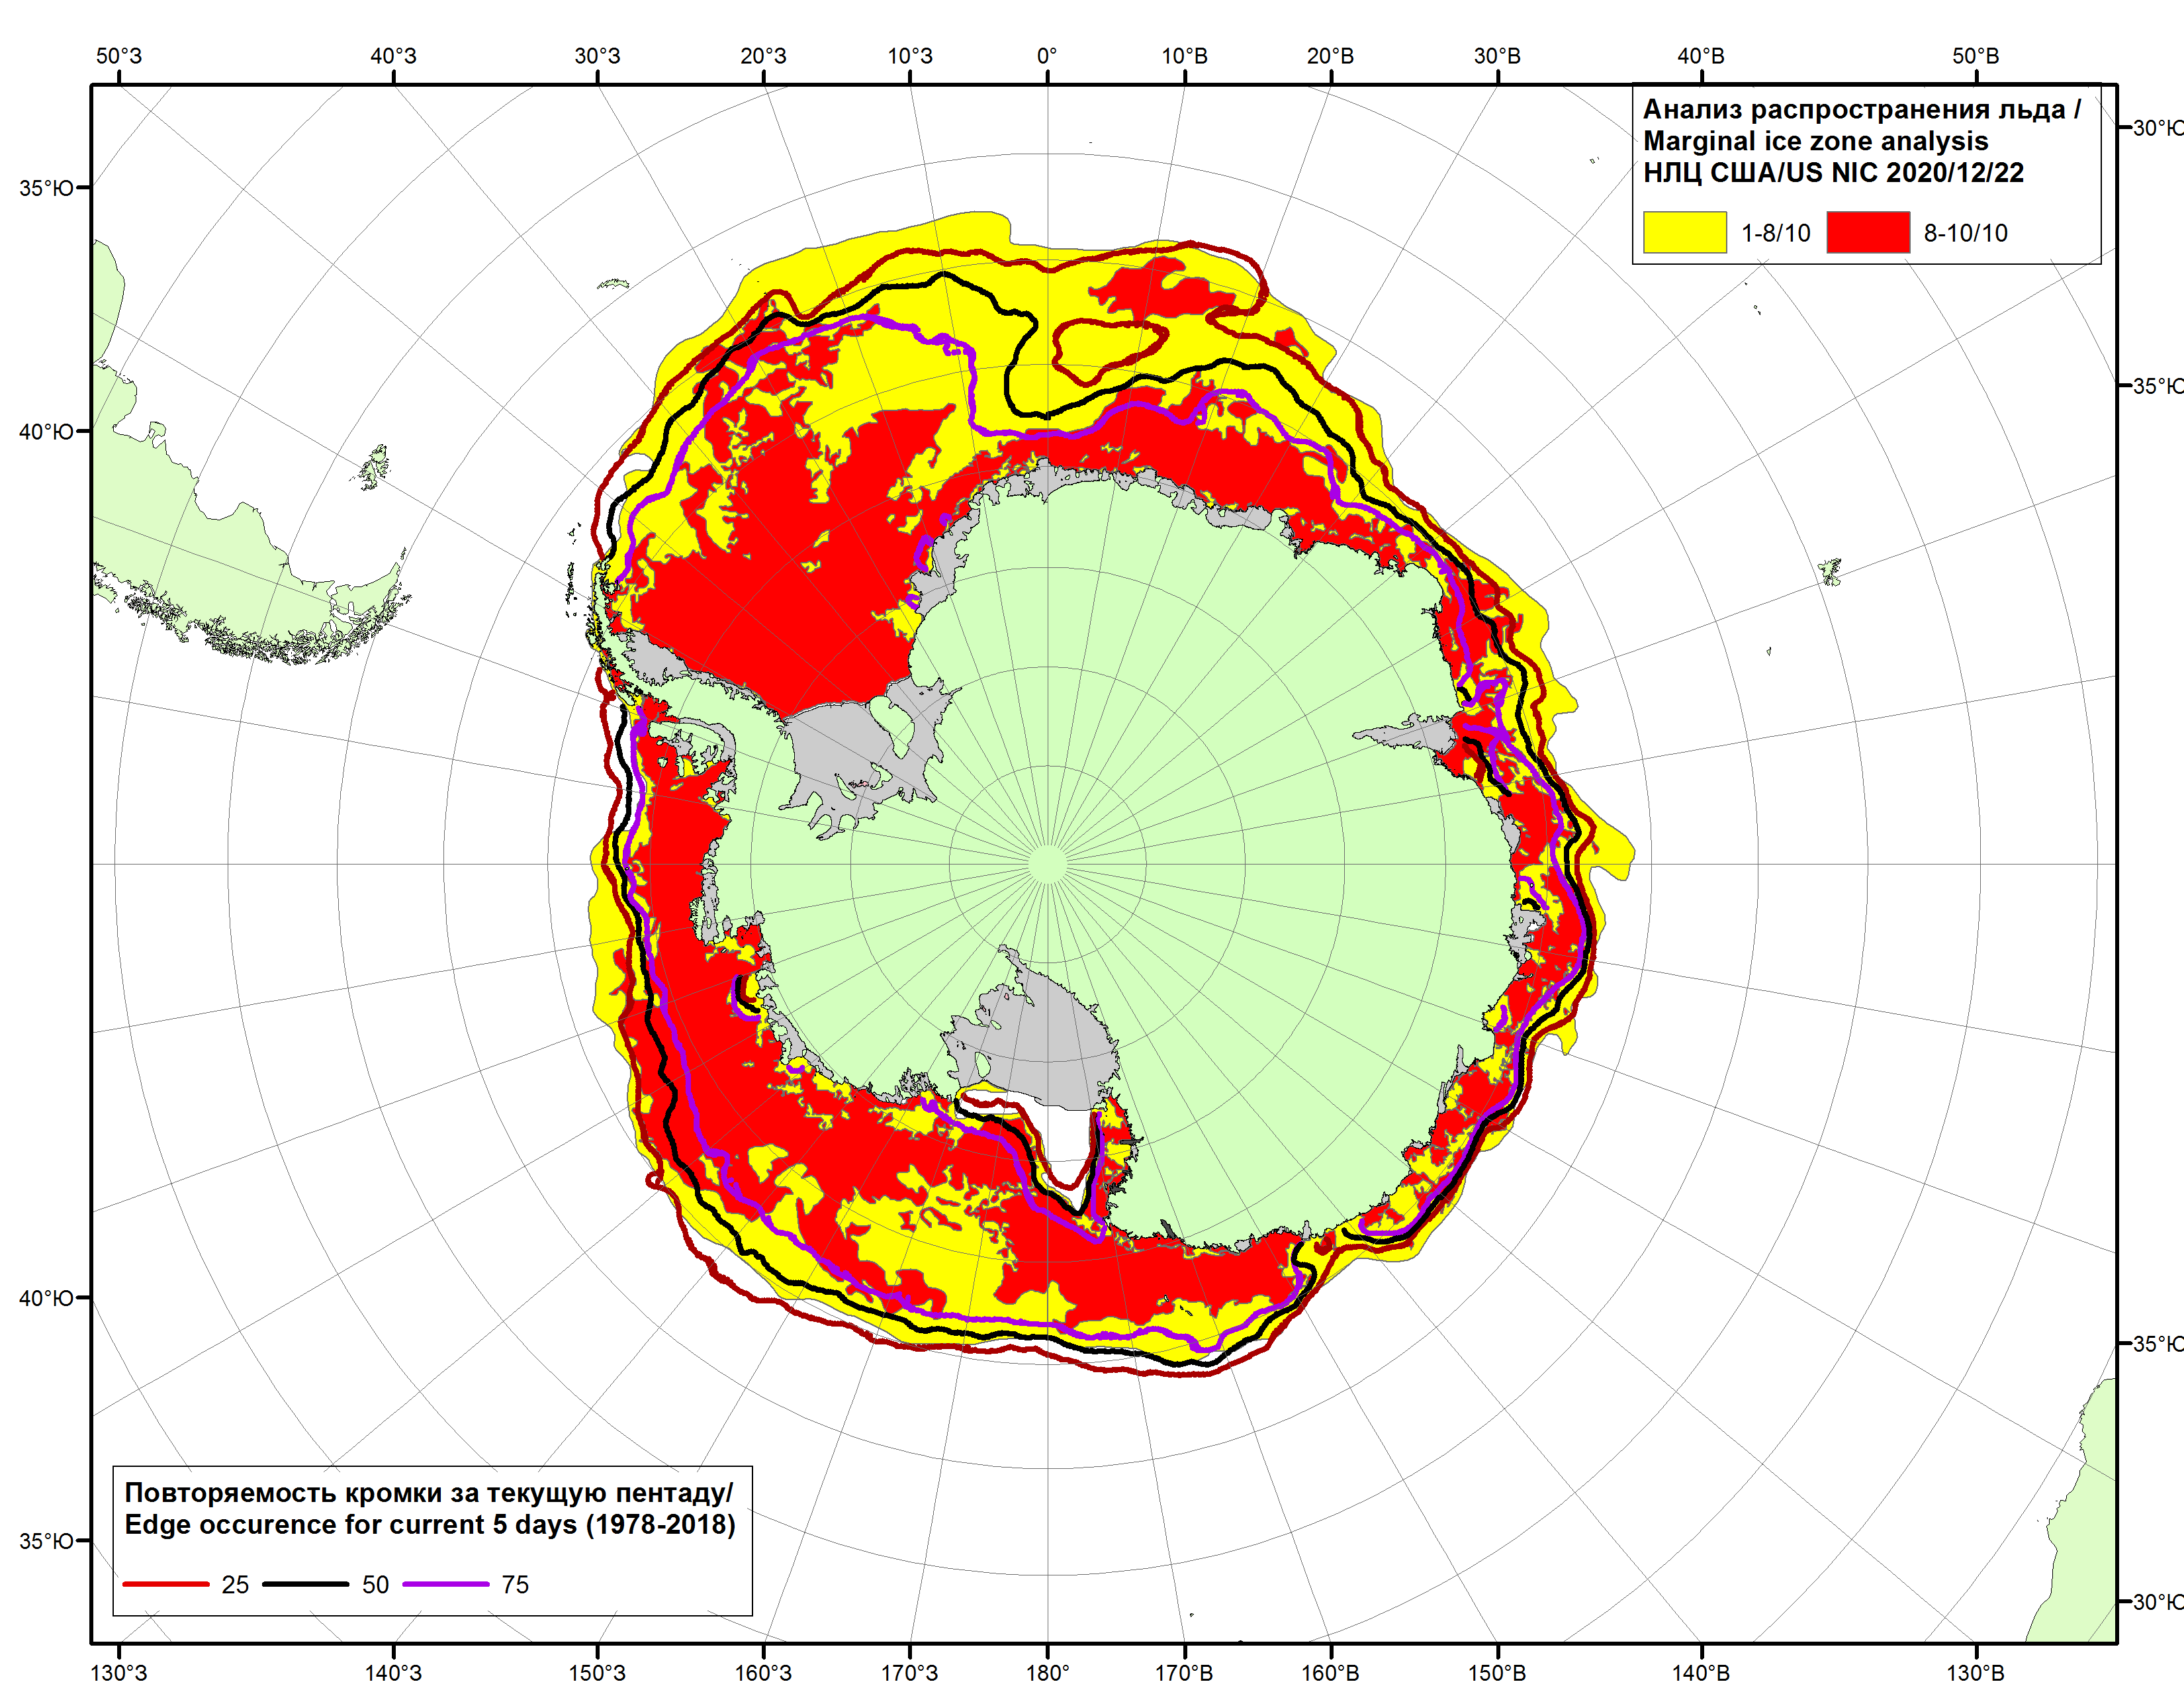 50°З 40°З 30°З 20°З 10°З 0° 10°В 20°В 30°В 40°В 50°В
Анализ распространения льда /
Marginal ice zone analysis
НЛЦ США/US NIC 2020/12/22
1-8/10 8-10/10
30°Ю
35°Ю
35°Ю
40°Ю
40°Ю
35°Ю
35°Ю
30°Ю
Повторяемость кромки за текущую пентаду/
Edge occurence for current 5 days (1978-2018)
25 50 75
130°З 140°З 150°З 160°З 170°З 180° 170°В 160°В 150°В 140°В 130°В